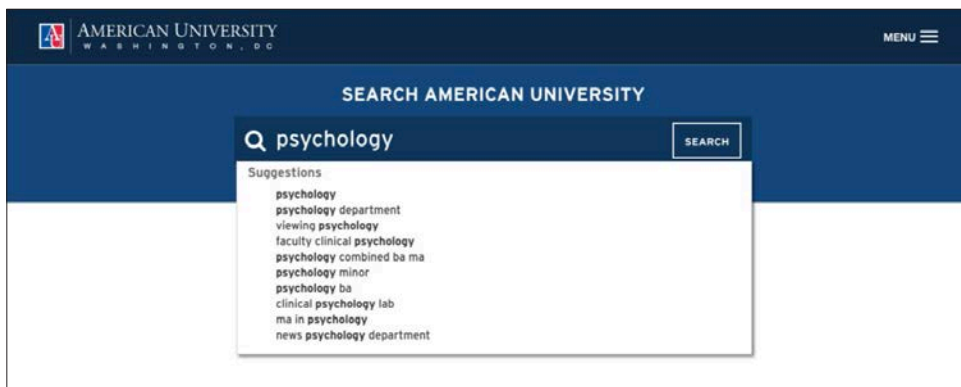 AMERICAN UNIVERSITY
WASHINGTON, DC
MENU
SEARCH AMERICAN UNIVERSITY
psychology
SEARCH
Suggestions
psychology
psychology department
viewing psychology
faculty clinical psychology
psychology combined ba ma
psychology minor
psychology ba
clinical psychology lab
ma in psychology
news psychology department